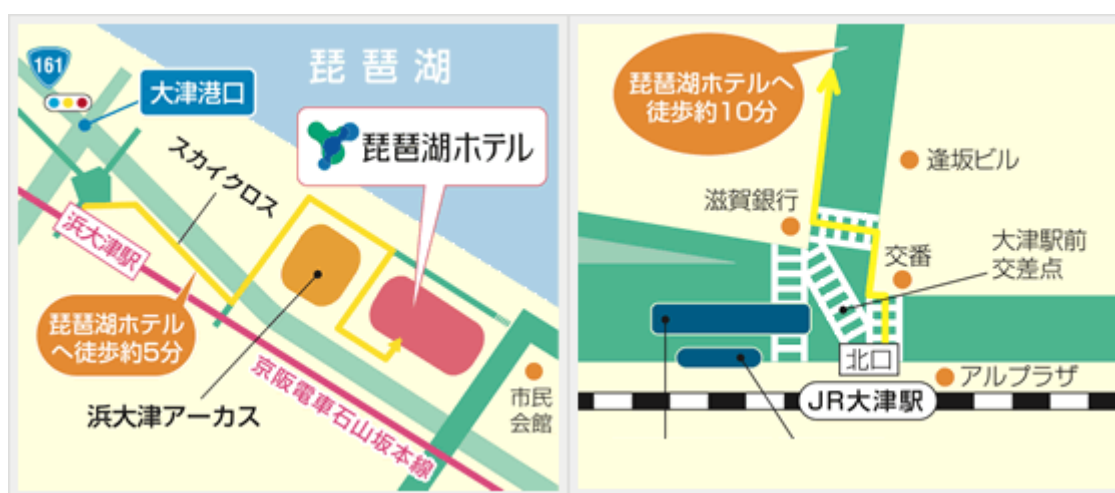 161
大津港口
琵琶湖
琵琶湖ホテル
スカイクロス
浜大津駅
琵琶湖ホテル
へ徒歩約5分
浜大津アーカス
京阪電車石山坂本線
市民
会館
琵琶湖ホテルへ
徒歩約10分
逢坂ビル
滋賀銀行
大津駅前
交差点
交番
北口
アルプラザ
JR大津駅